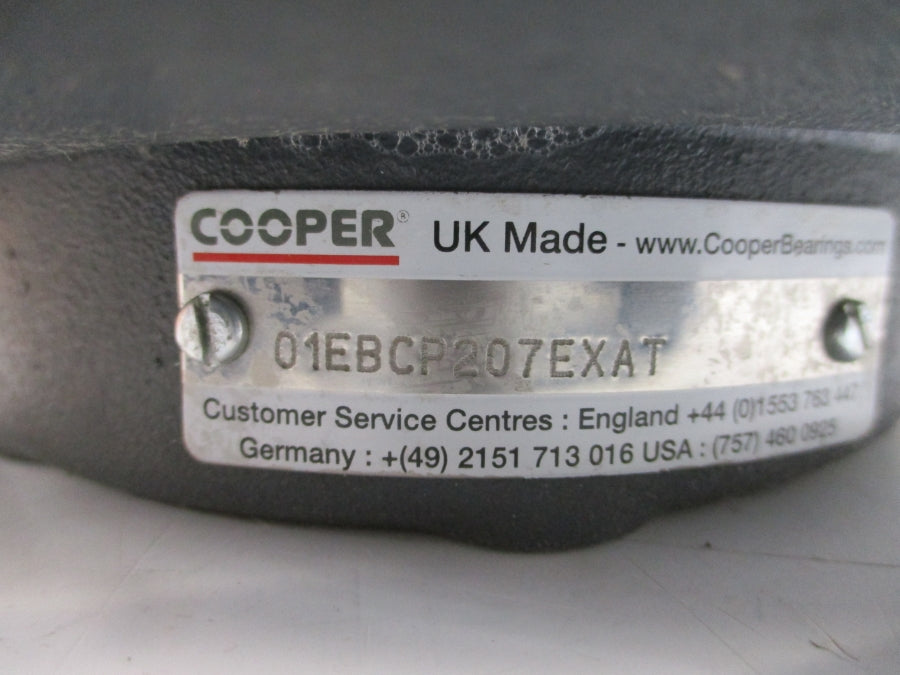 COOPER® UK Made - www.CooperBearings.com
01EBCP207EXAT
Customer Service Centres : England +44 (0)1553 763 447
Germany : +(49) 2151 713 016 USA : (757) 460 0925